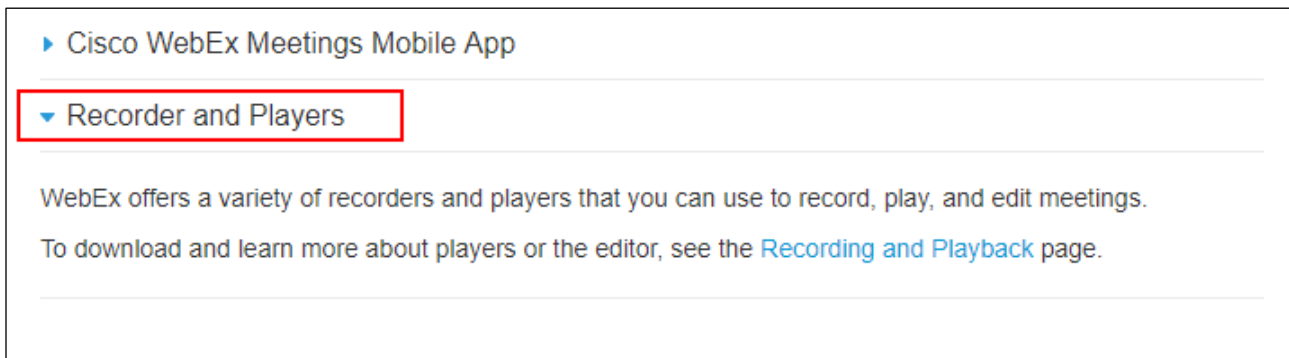 Cisco WebEx Meetings Mobile App
Recorder and Players
WebEx offers a variety of recorders and players that you can use to record, play, and edit meetings.
To download and learn more about players or the editor, see the Recording and Playback page.